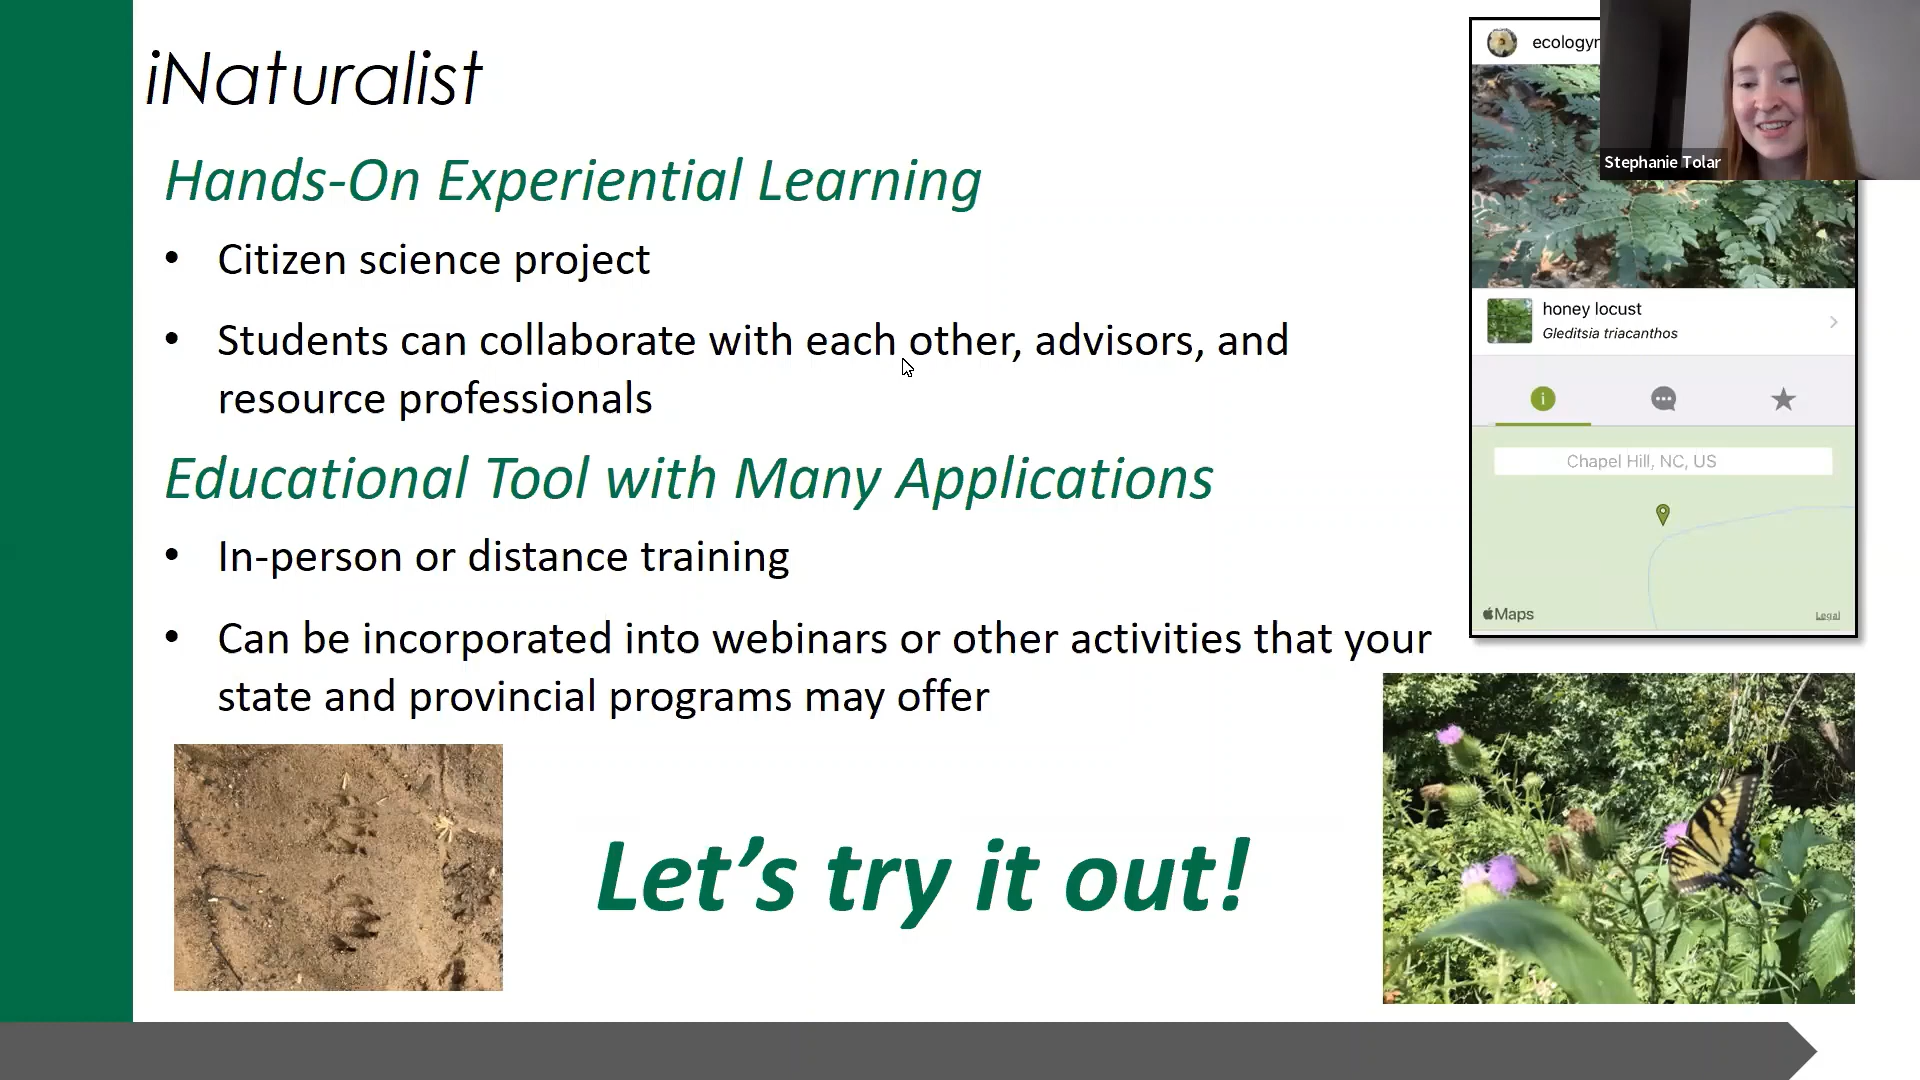 iNaturalist
Hands-On Experiential Learning
• Citizen science project
• Students can collaborate with each other, advisors, and
resource professionals
Educational Tool with Many Applications
• In-person or distance training
• Can be incorporated into webinars or other activities that your
state and provincial programs may offer
Let's try it out!
Stephanie Tolar
honey locust
Gleditsia triacanthos
i
Chapel Hill, NC, US
Maps
Legal